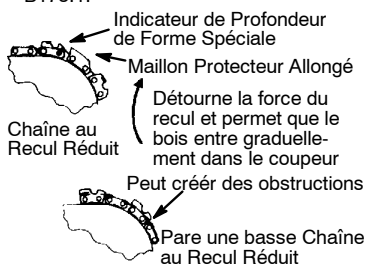 Indicateur de Profondeur
de Forme Spéciale
Maillon Protecteur Allongé
Détourne la force du
recul et permet que le
bois entre graduelle-
ment dans le coupeur
Chaîne au
Recul Réduit
Peut créér des obstructions
Pare une basse Chaîne
au Recul Réduit